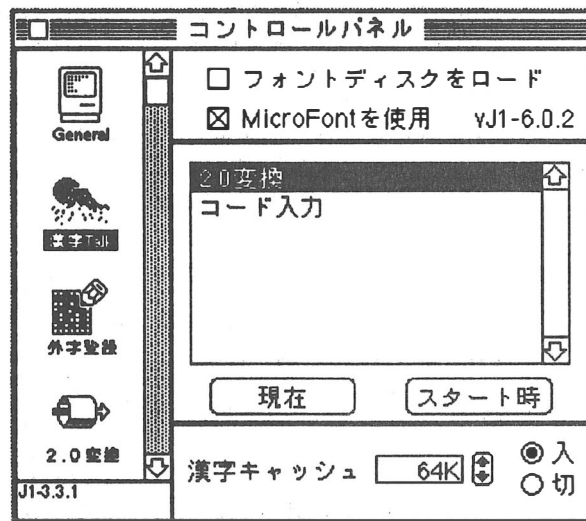 コントロールパネル
General
漢字Talk
外字登録
2.0変換
J1-3.3.1
フォントディスクをロード
MicroFontを使用 vJ1-6.0.2
2.0変換
コード入力
現在 スタート時
漢字キャッシュ 64K
入
切